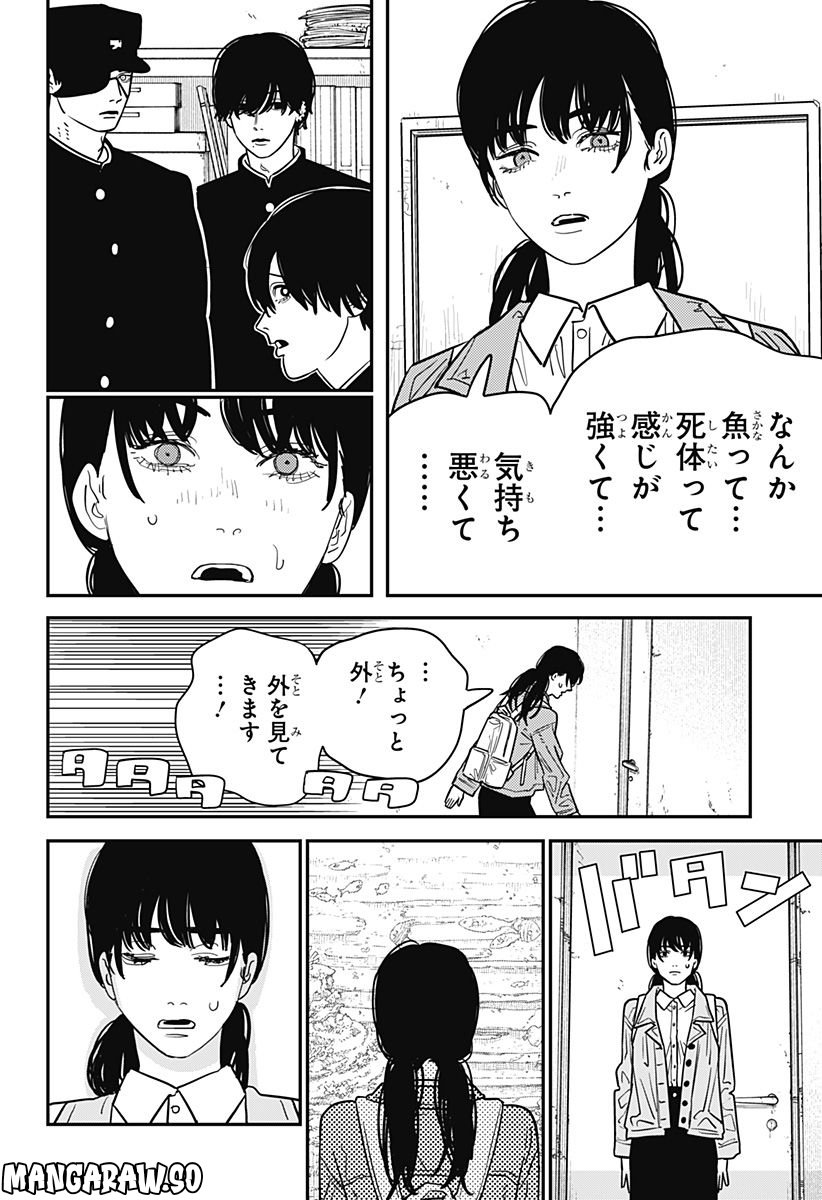 なんか
魚って…
死体って
感じが
強くて…
気持ち
悪くて
……
…
ちょっと
外!
外を見て
きます
…!
タタタ タタ
バタン
MANGARAW.SO